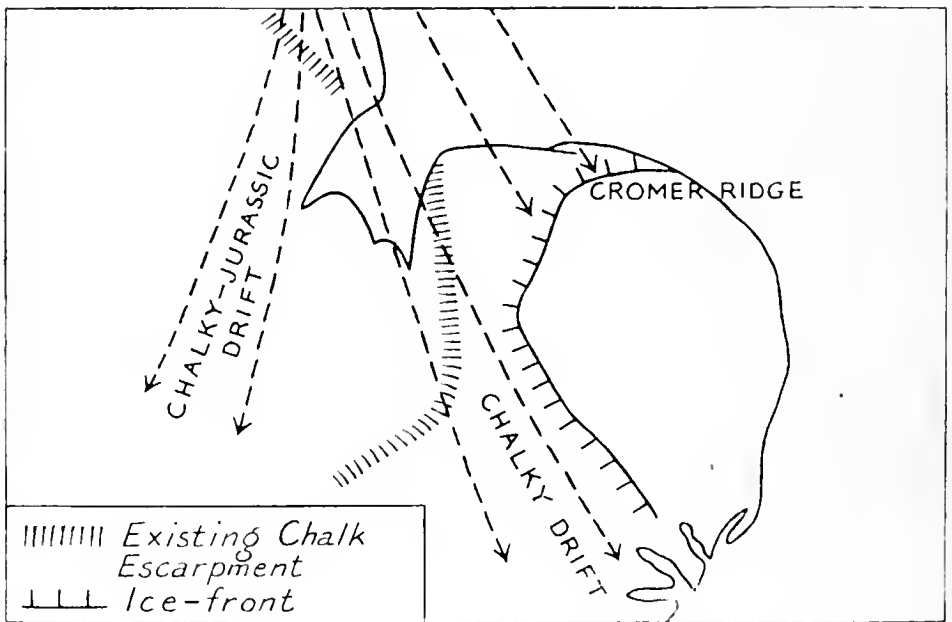 CROMER RIDGE
CHALKY-JURASSIC
DRIFT
CHALKY DRIFT
Existing Chalk
Escarpment
Ice-front